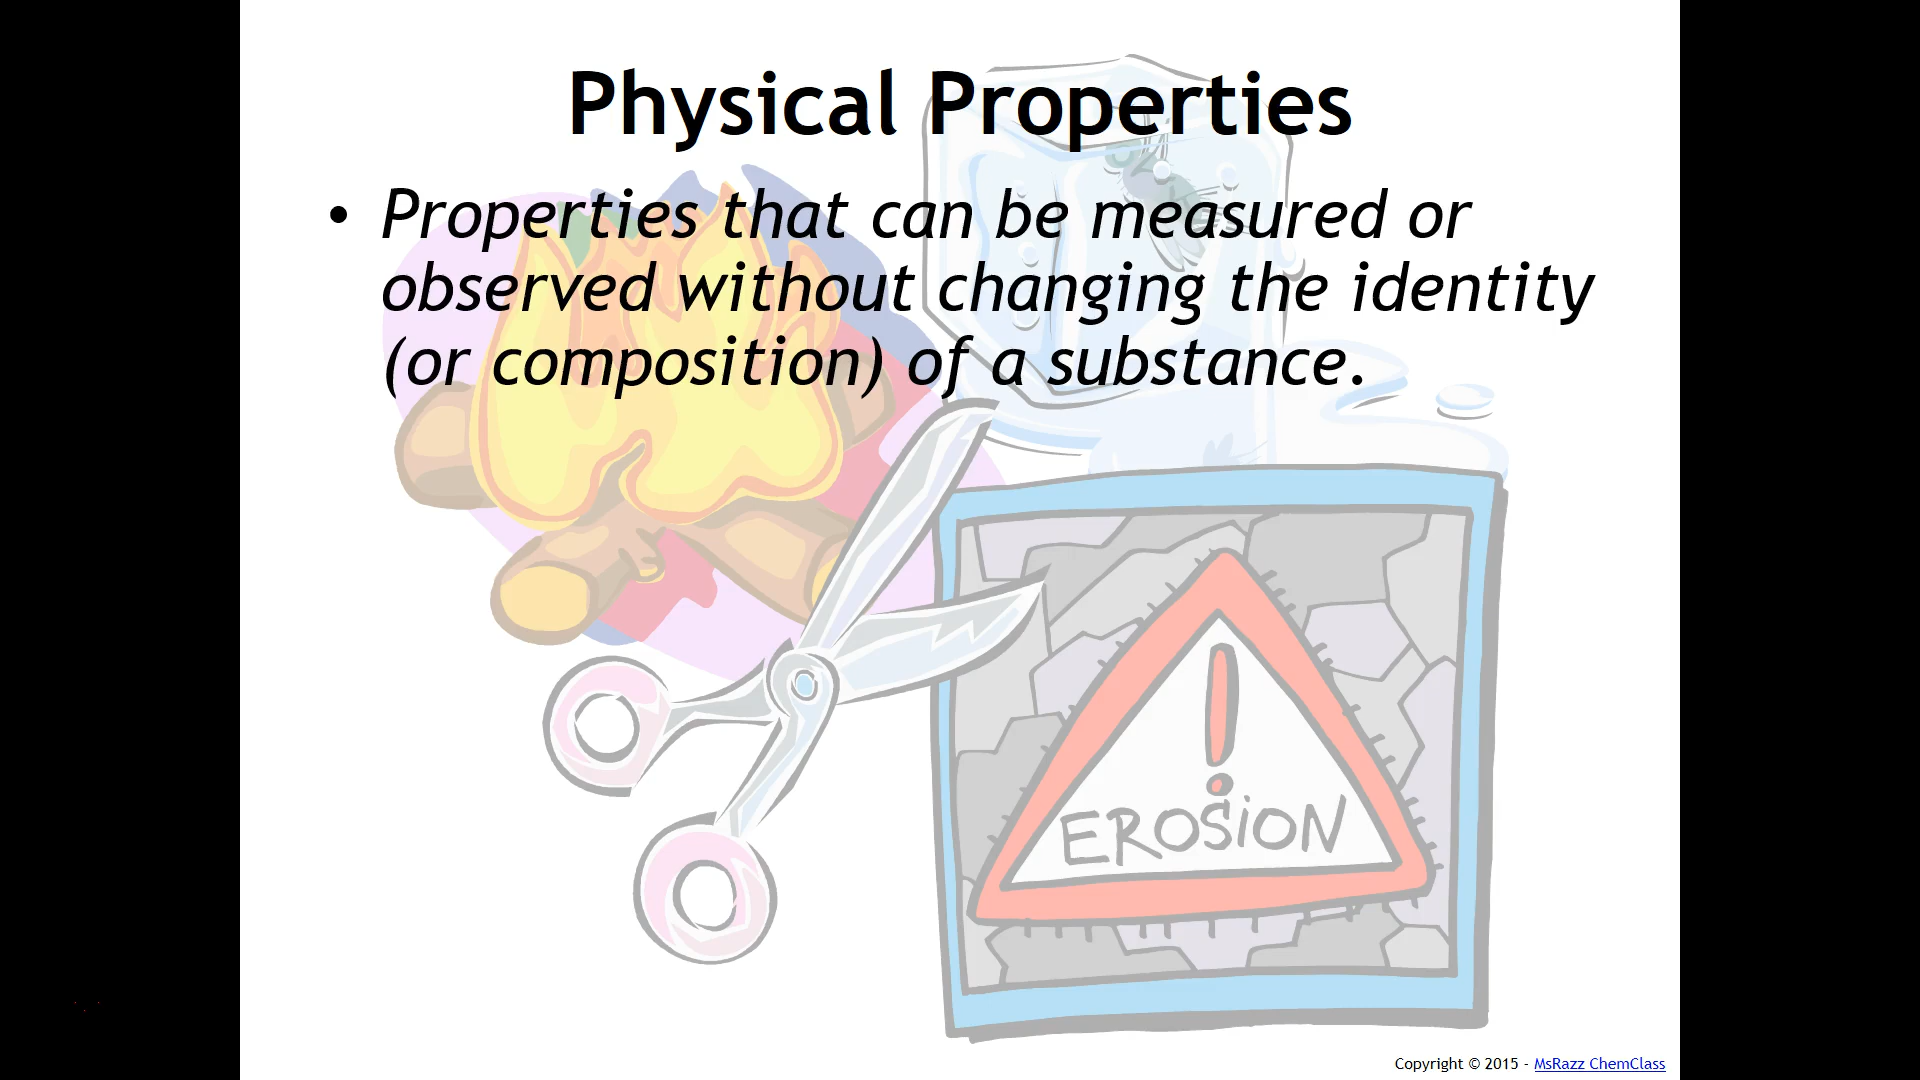 Physical Properties
• Properties that can be measured or
observed without changing the identity
(or composition) of a substance.
EROSION
Copyright © 2015 - MsRazz ChemClass